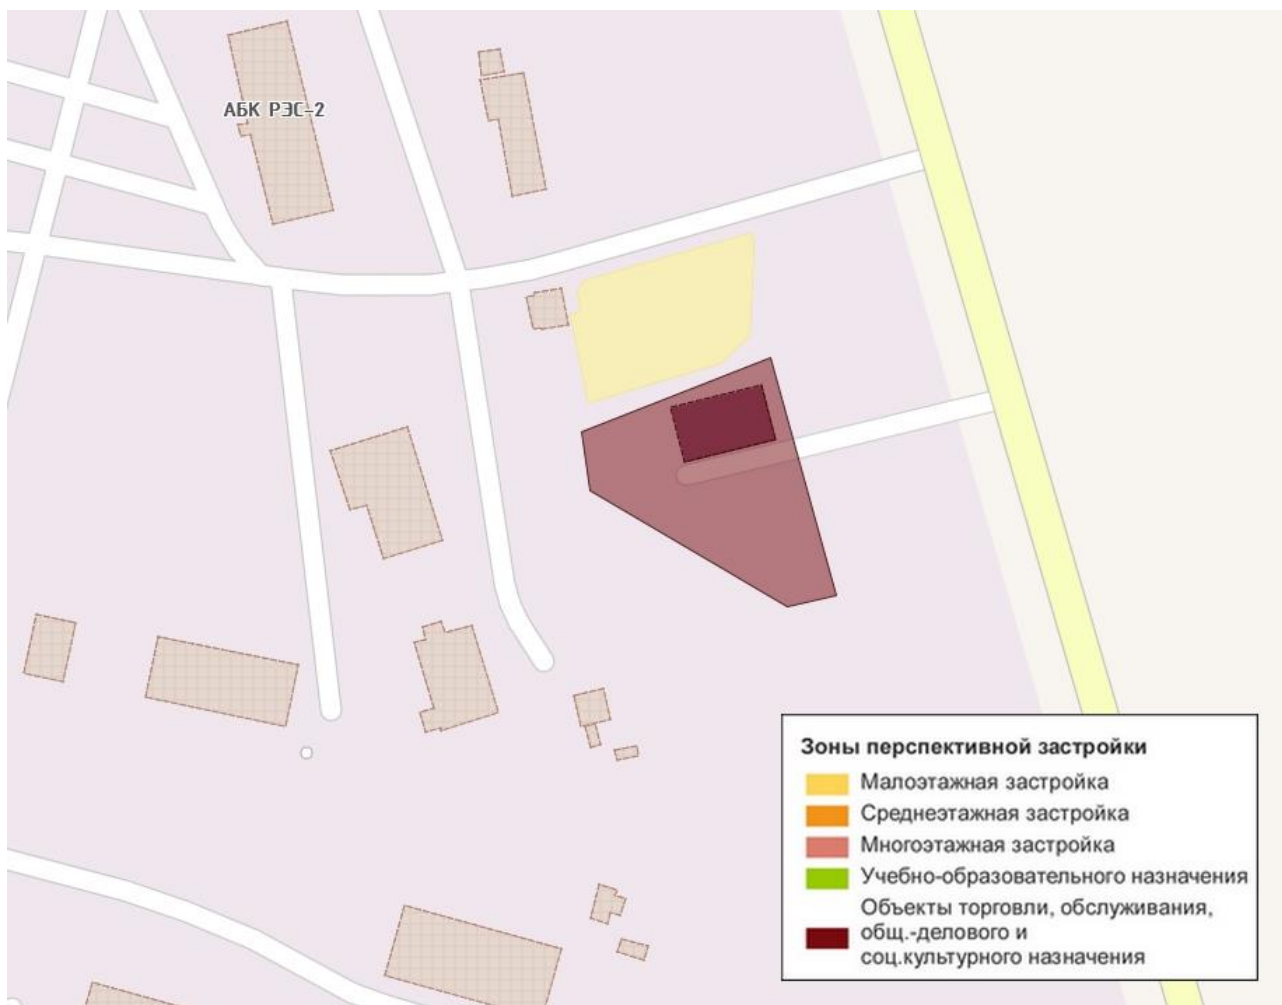 АБК РЭС-2
Зоны перспективной застройки
Малоэтажная застройка
Среднеэтажная застройка
Многоэтажная застройка
Учебно-образовательного назначения
Объекты торговли, обслуживания,
общ.-делового и
соц.культурного назначения